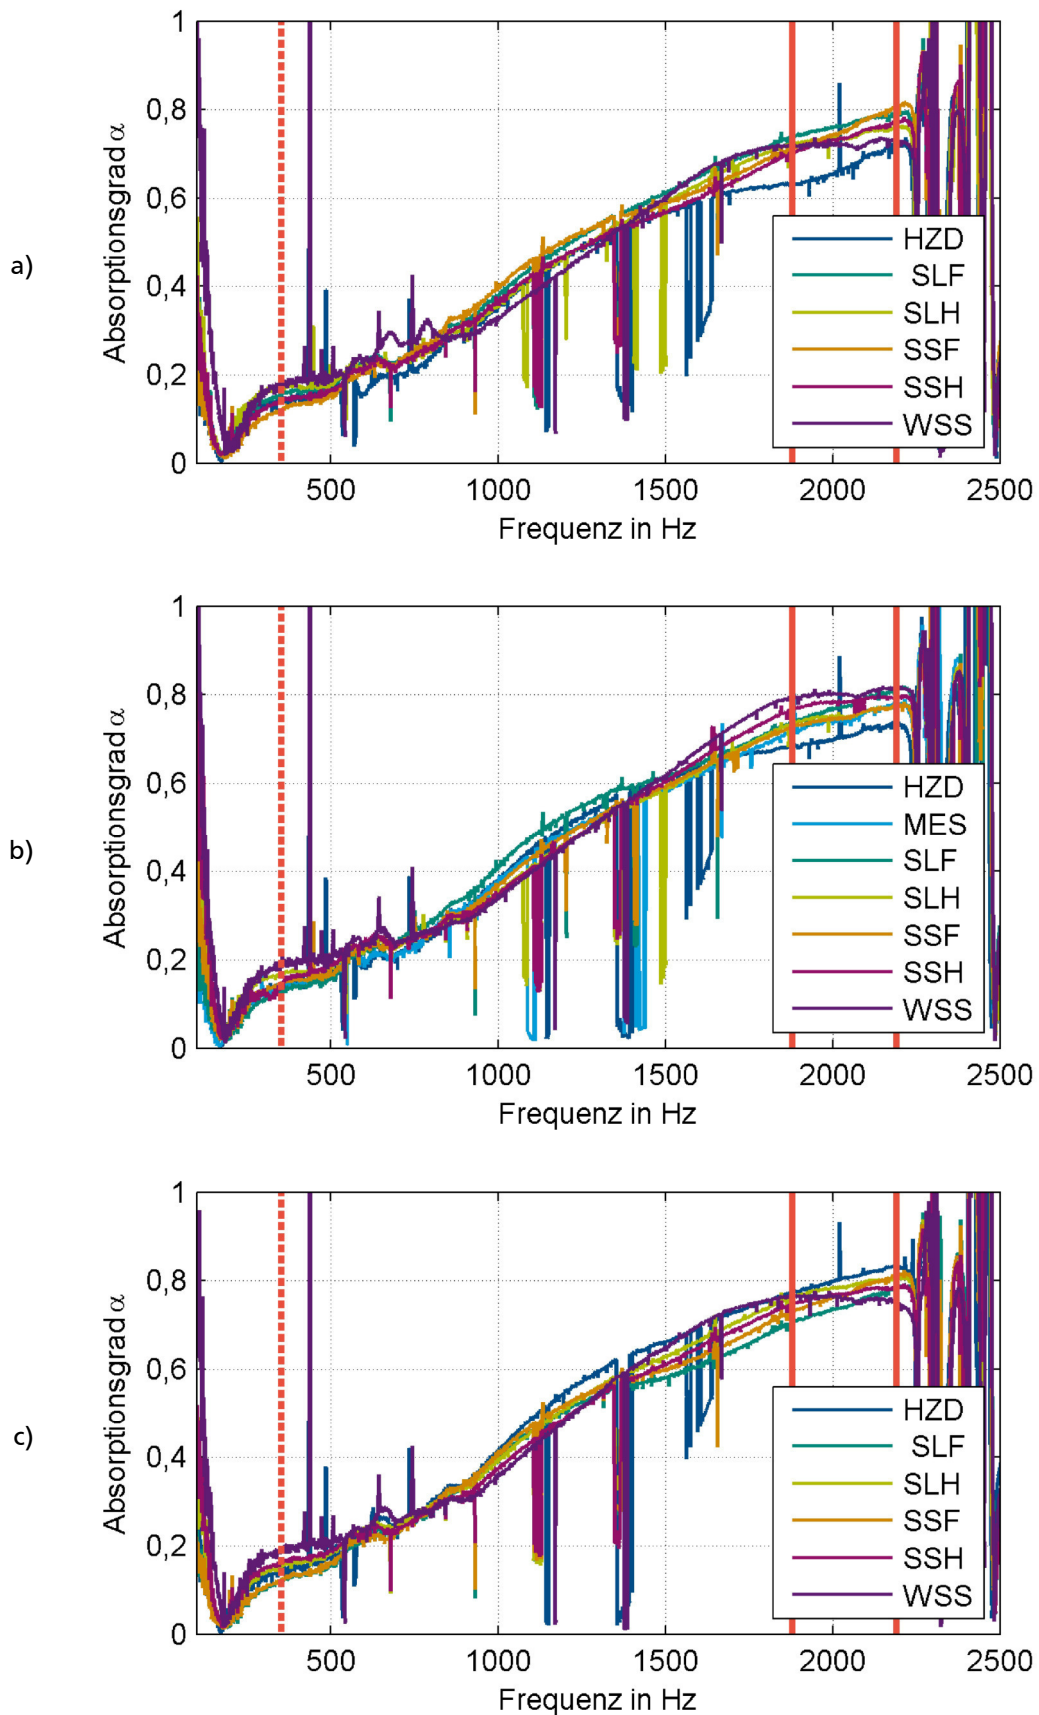 a)
Absorptionsgrad α
1
0,8
0,6
0,4
0,2
0
500
1000
1500
2000
2500
Frequenz in Hz
HZD
SLF
SLH
SSF
SSH
WSS
b)
Absorptionsgrad α
1
0,8
0,6
0,4
0,2
0
500
1000
1500
2000
2500
Frequenz in Hz
HZD
MES
SLF
SLH
SSF
SSH
WSS
c)
Absorptionsgrad α
1
0,8
0,6
0,4
0,2
0
500
1000
1500
2000
2500
Frequenz in Hz
HZD
SLF
SLH
SSF
SSH
WSS